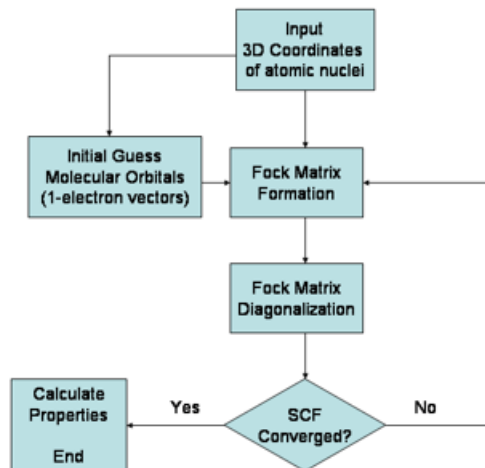 Input
3D Coordinates
of atomic nuclei
Initial Guess
Molecular Orbitals
(1-electron vectors)
Fock Matrix
Formation
Fock Matrix
Diagonalization
SCF
Converged?
Yes
No
Calculate
Properties
End